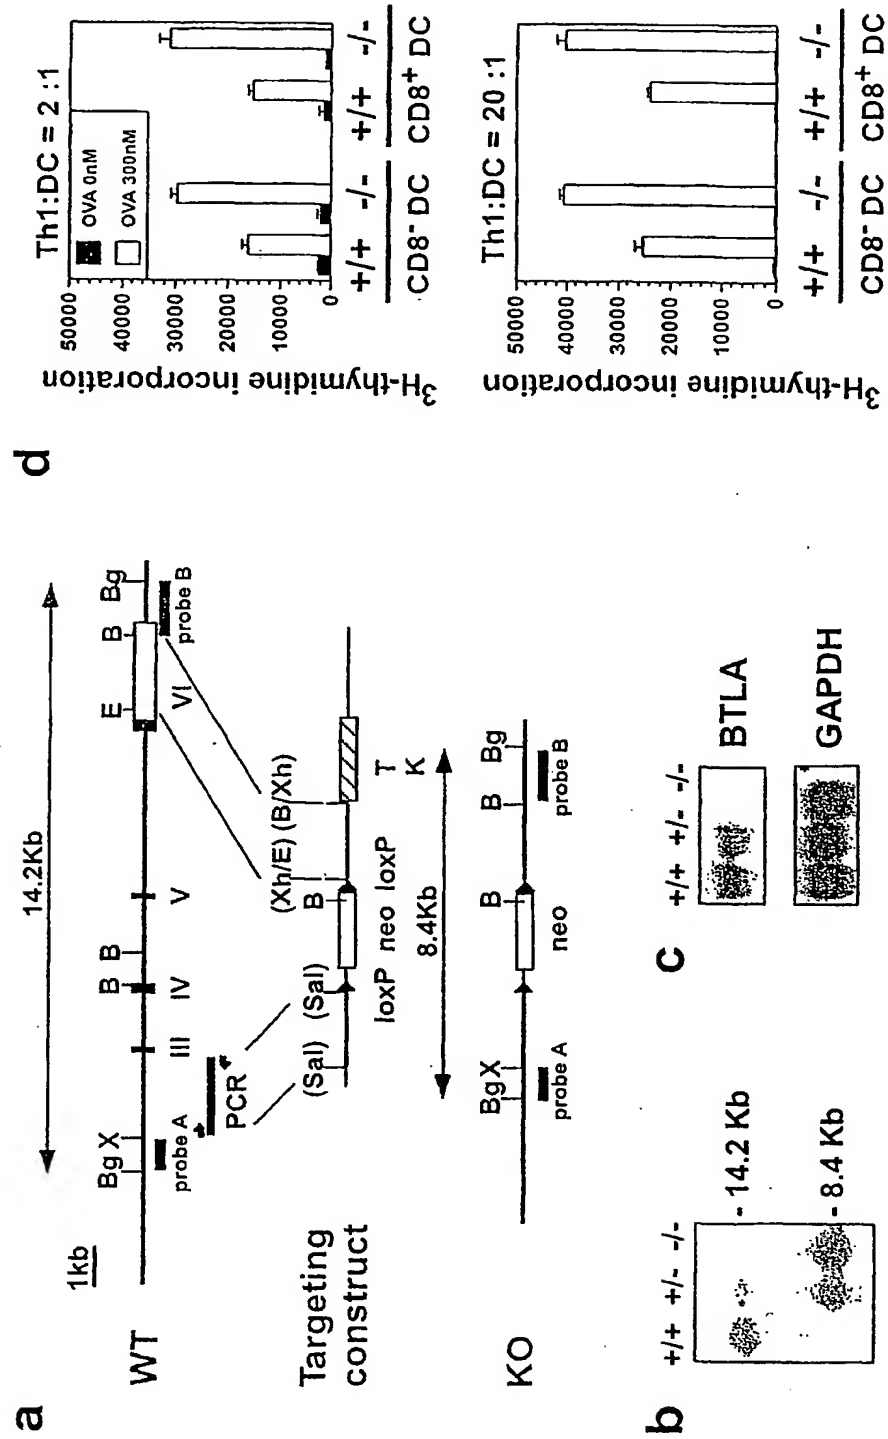 a
1kb
14.2Kb
WT
Bg X B B B E B Bg
probe A III IV V VI probe B
PCR
Targeting construct
(Sal) (Sal) B (Xh/E) (B/Xh)
loxP neo loxP T K
8.4Kb
KO
Bg X B B Bg
probe A neo probe B
b
+/+ +/- -/-
- 14.2 Kb
- 8.4 Kb
c
+/+ +/- -/-
BTLA
GAPDH
d
Th1:DC = 2 :1
OVA 0nM
OVA 300nM
3H-thymidine incorporation
50000
40000
30000
20000
10000
0
+/+ -/- +/+ -/-
CD8- DC CD8+ DC
Th1:DC = 20 :1
3H-thymidine incorporation
50000
40000
30000
20000
10000
0
+/+ -/- +/+ -/-
CD8- DC CD8+ DC